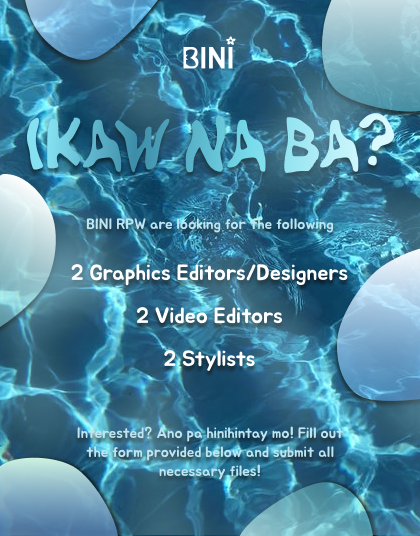 BINI
IKAW NA BA?
BINI RPW are looking for The following
2 Graphics Editors/Designers
2 Video Editors
2 Stylists
Interested? Ano pa hinihintay mo! Fill out
the form provided below and submit all
necessary files!